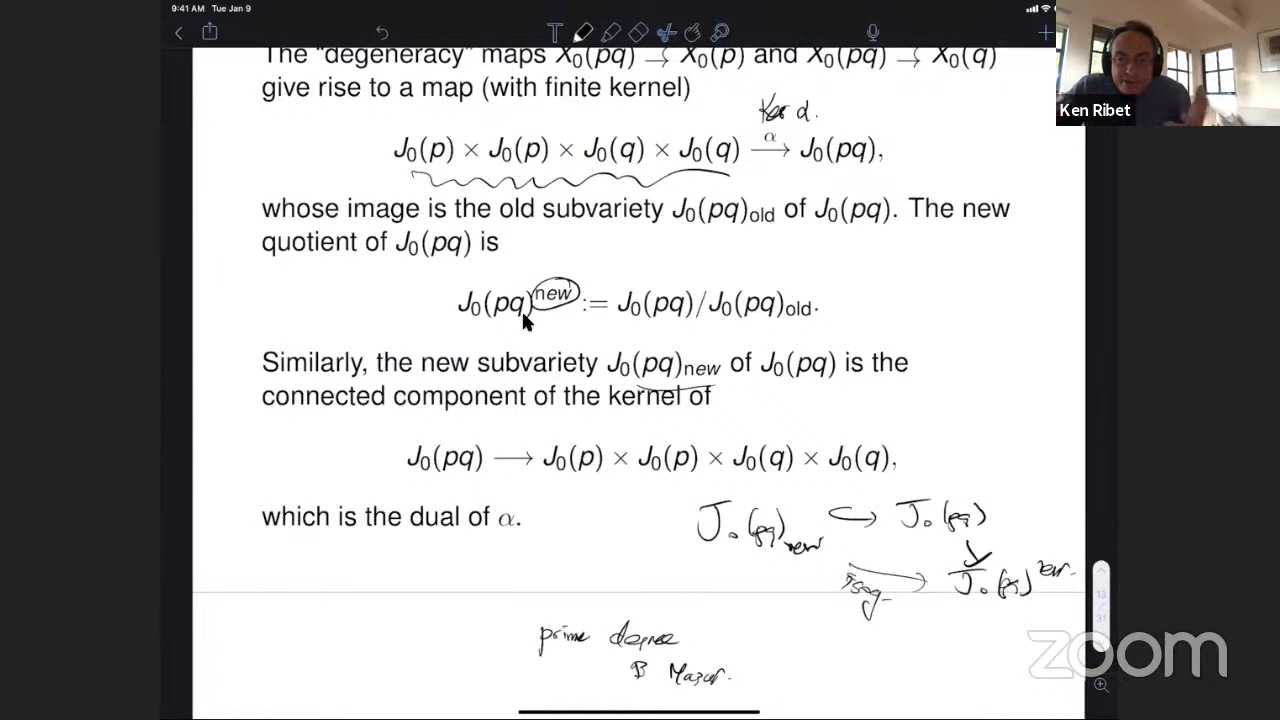 9:41 AM Tue Jan 9
The "degeneracy" maps X₀(pq) → X₀(p) and X₀(pq) → X₀(q)
give rise to a map (with finite kernel)
Ker α.
J₀(p) × J₀(p) × J₀(q) × J₀(q) —α→ J₀(pq),
whose image is the old subvariety J₀(pq)old of J₀(pq). The new
quotient of J₀(pq) is
J₀(pq)new := J₀(pq)/J₀(pq)old.
Similarly, the new subvariety J₀(pq)new of J₀(pq) is the
connected component of the kernel of
J₀(pq) → J₀(p) × J₀(p) × J₀(q) × J₀(q),
which is the dual of α.
J₀(pq)new ↪ J₀(pq)
isog → J₀(pq)new.
prime degree
B Mazur.
Ken Ribet
13 / 31
zoom